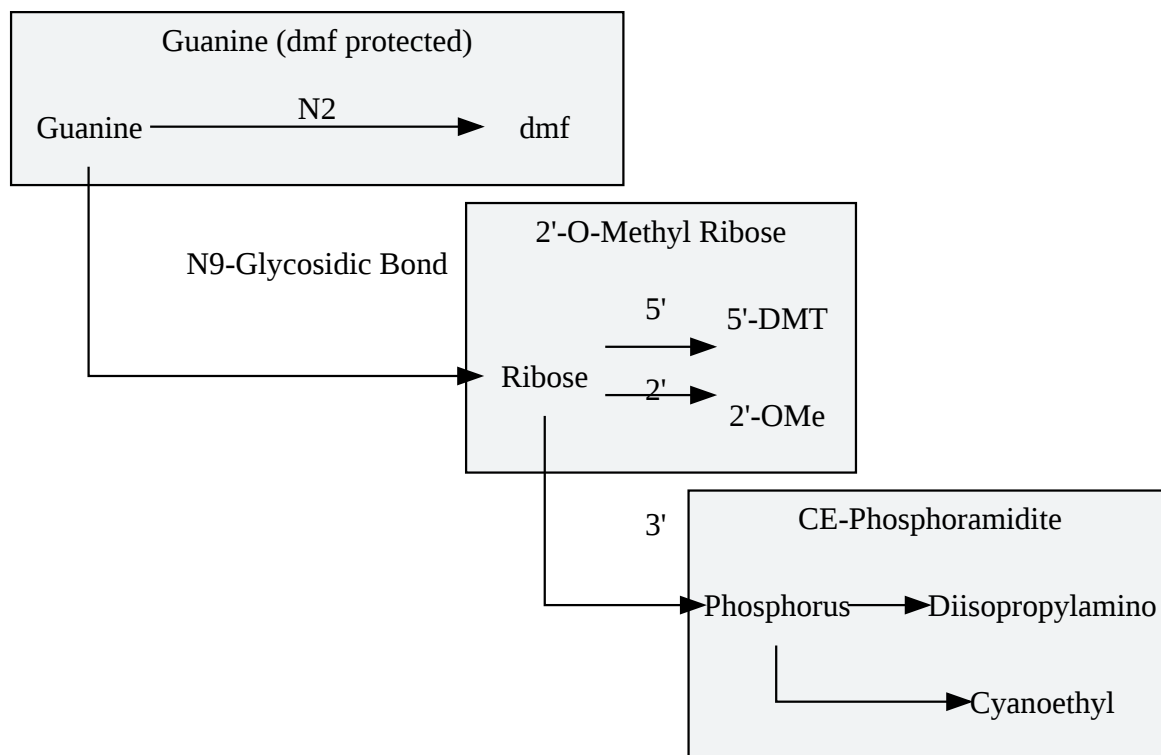 Guanine (dmf protected)
N2
Guanine
dmf
2'-O-Methyl Ribose
N9-Glycosidic Bond
5'
5'-DMT
Ribose
2'
2'-OMe
3'
CE-Phosphoramidite
Phosphorus
Diisopropylamino
Cyanoethyl